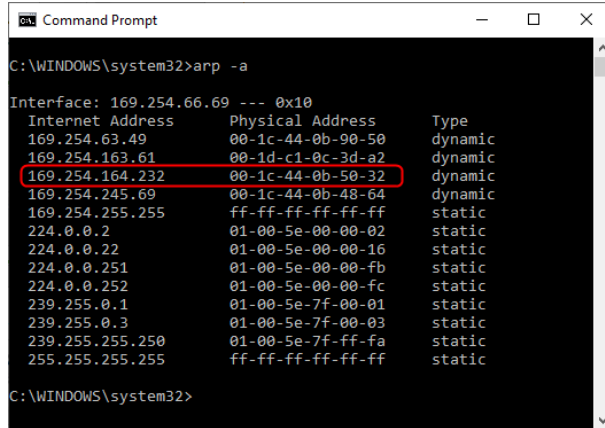 Command Prompt
C:\WINDOWS\system32>arp -a
Interface: 169.254.66.69 --- 0x10
Internet Address Physical Address Type
169.254.63.49 00-1c-44-0b-90-50 dynamic
169.254.163.61 00-1d-c1-0c-3d-a2 dynamic
169.254.164.232 00-1c-44-0b-50-32 dynamic
169.254.245.69 00-1c-44-0b-48-64 dynamic
169.254.255.255 ff-ff-ff-ff-ff-ff static
224.0.0.2 01-00-5e-00-00-02 static
224.0.0.22 01-00-5e-00-00-16 static
224.0.0.251 01-00-5e-00-00-fb static
224.0.0.252 01-00-5e-00-00-fc static
239.255.0.1 01-00-5e-7f-00-01 static
239.255.0.3 01-00-5e-7f-00-03 static
239.255.255.250 01-00-5e-7f-ff-fa static
255.255.255.255 ff-ff-ff-ff-ff-ff static
C:\WINDOWS\system32>